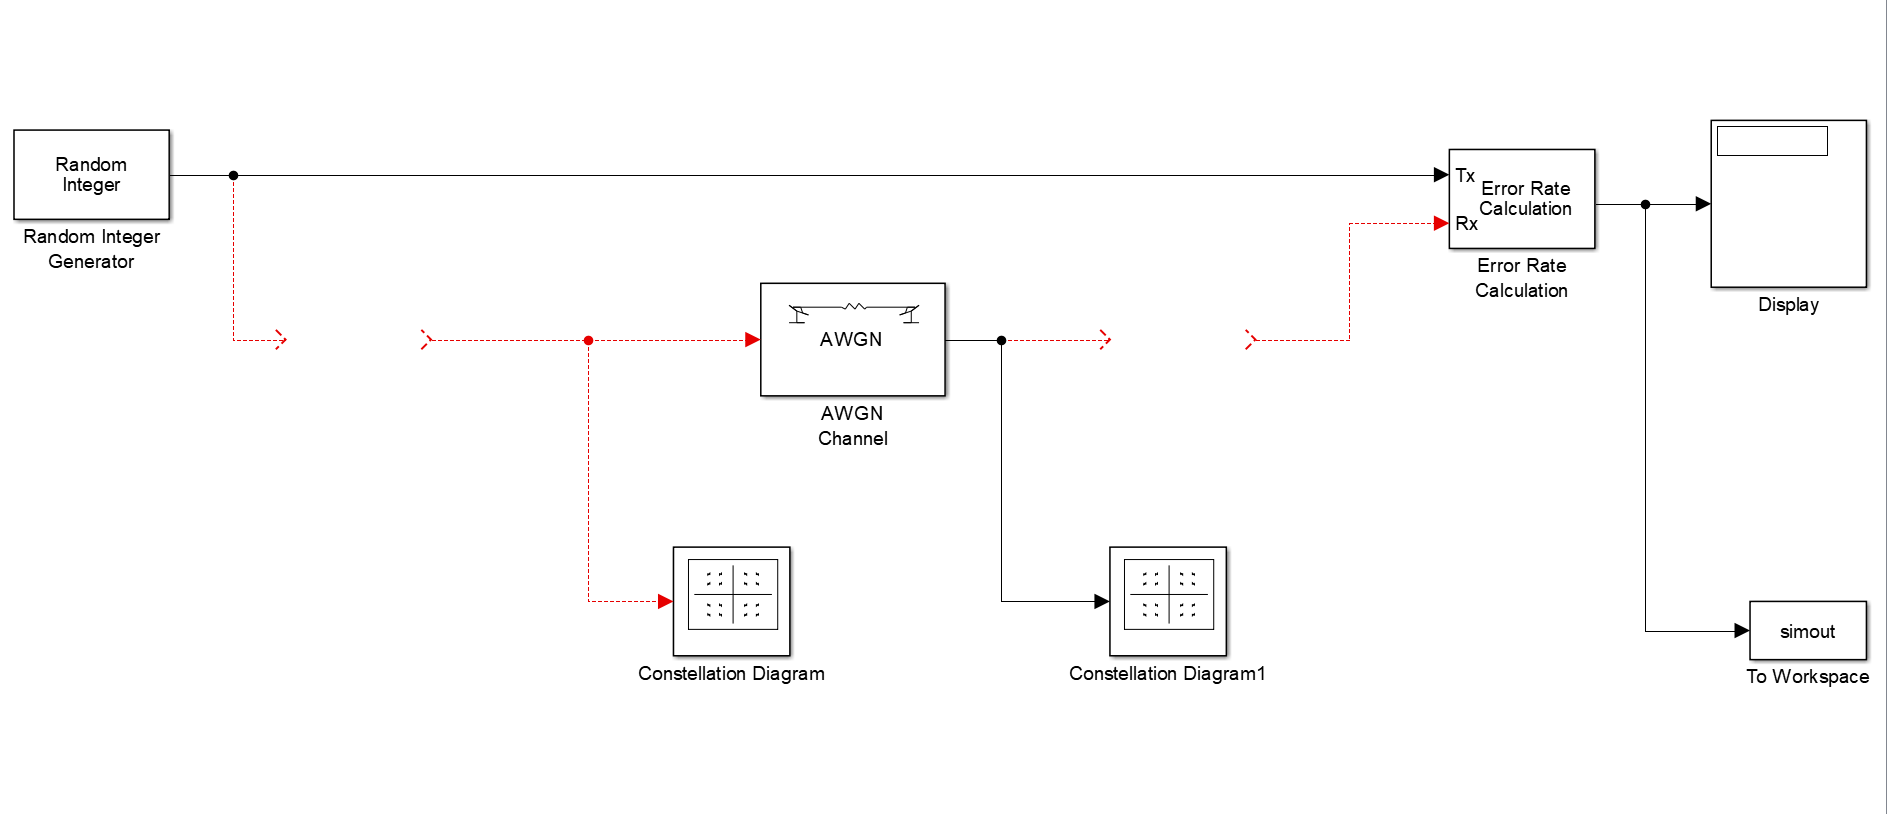 Random
Integer
Random Integer
Generator
Tx
Rx
Error Rate
Calculation
Error Rate
Calculation
Display
AWGN
AWGN
Channel
Constellation Diagram
Constellation Diagram1
simout
To Workspace